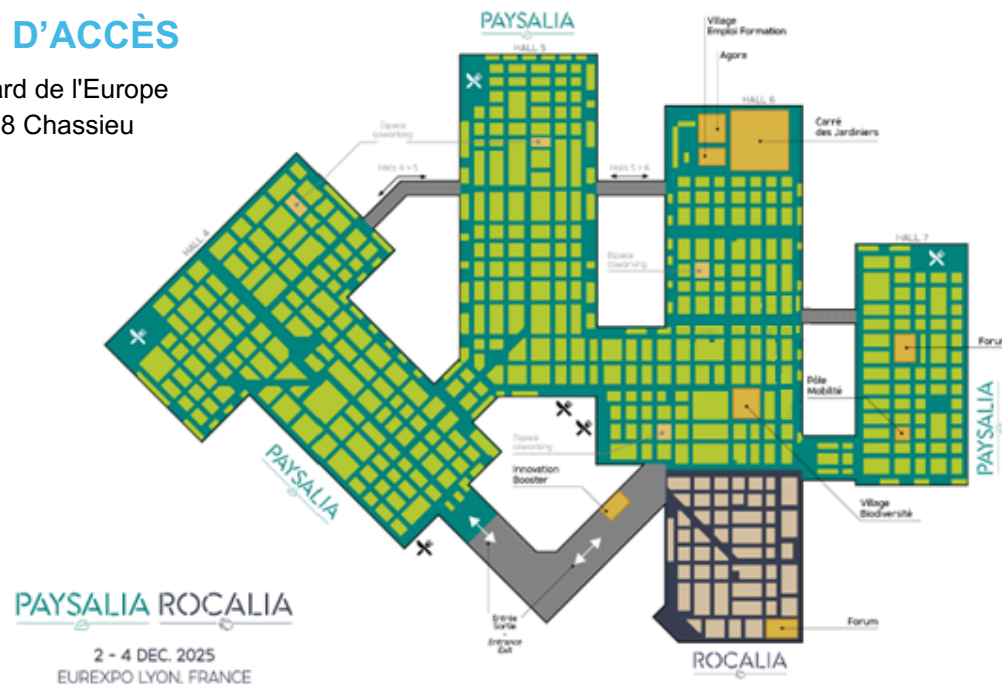 D'ACCÈS
ard de l'Europe
8 Chassieu
PAYSALIA
HALL 5
Village
Emploi Formation
Agora
HALL 6
Carré
des Jardiniers
Espace
coworking
Halls 4 > 5
Halls 5 > 6
HALL 4
HALL 7
Espace
coworking
Forum
Pôle
Mobilité
PAYSALIA
Espace
coworking
Innovation
Booster
PAYSALIA
Village
Biodiversité
Entrée
Sortie
-
Entrance
Exit
Forum
ROCALIA
PAYSALIA ROCALIA
2 - 4 DEC. 2025
EUREXPO LYON, FRANCE